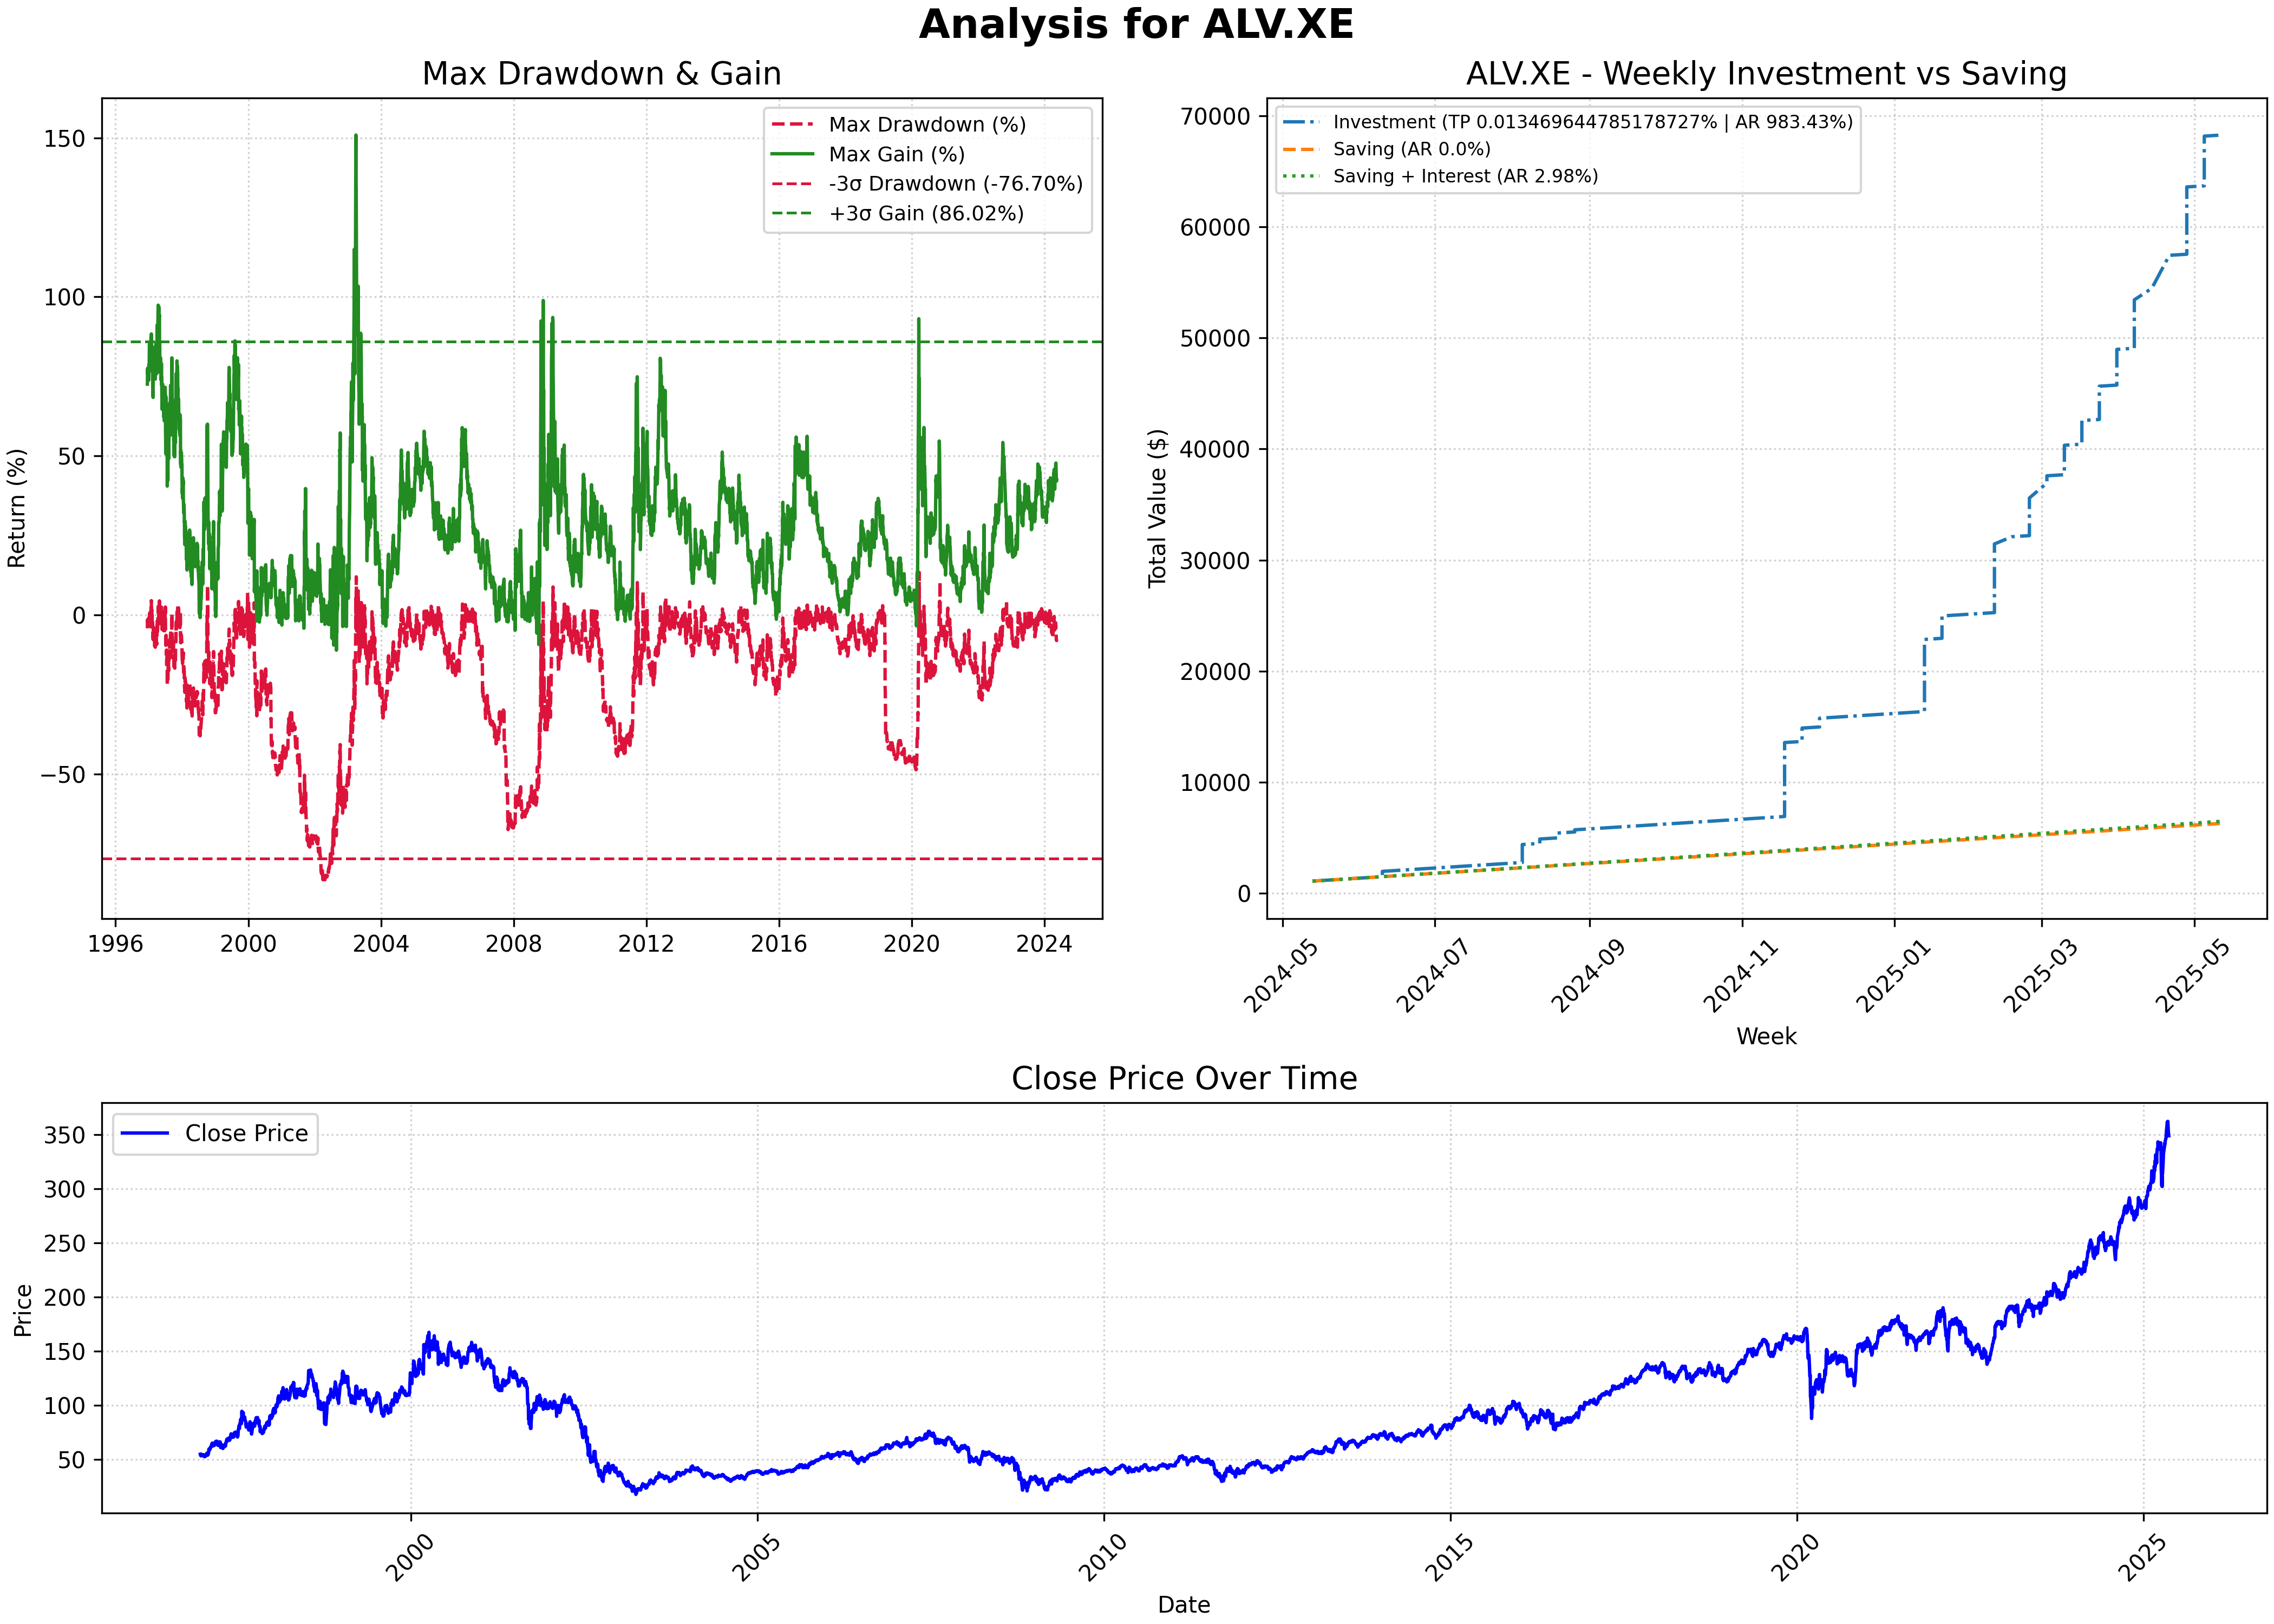 Analysis for ALV.XE
Max Drawdown & Gain
Return (%)
150
100
50
0
−50
Max Drawdown (%)
Max Gain (%)
-3σ Drawdown (-76.70%)
+3σ Gain (86.02%)
1996
2000
2004
2008
2012
2016
2020
2024
ALV.XE - Weekly Investment vs Saving
Total Value ($)
70000
60000
50000
40000
30000
20000
10000
0
Investment (TP 0.013469644785178727% | AR 983.43%)
Saving (AR 0.0%)
Saving + Interest (AR 2.98%)
2024-05
2024-07
2024-09
2024-11
2025-01
2025-03
2025-05
Week
Close Price Over Time
Price
350
300
250
200
150
100
50
Close Price
2000
2005
2010
2015
2020
2025
Date